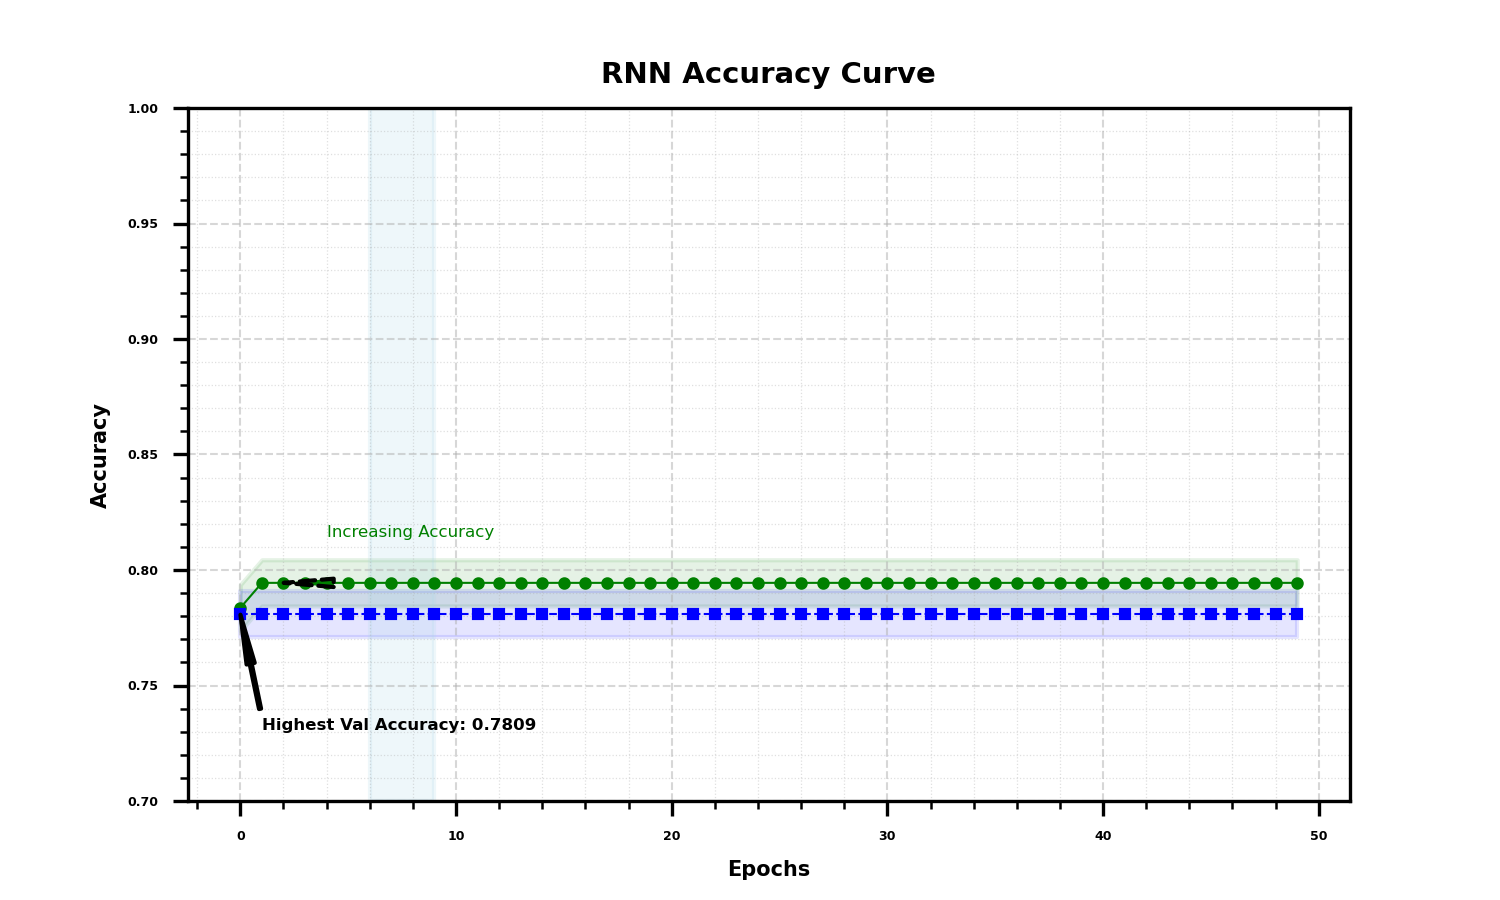 RNN Accuracy Curve
1.00
0.95
0.90
0.85
0.80
0.75
0.70
Accuracy
Increasing Accuracy
Highest Val Accuracy: 0.7809
0 10 20 30 40 50
Epochs